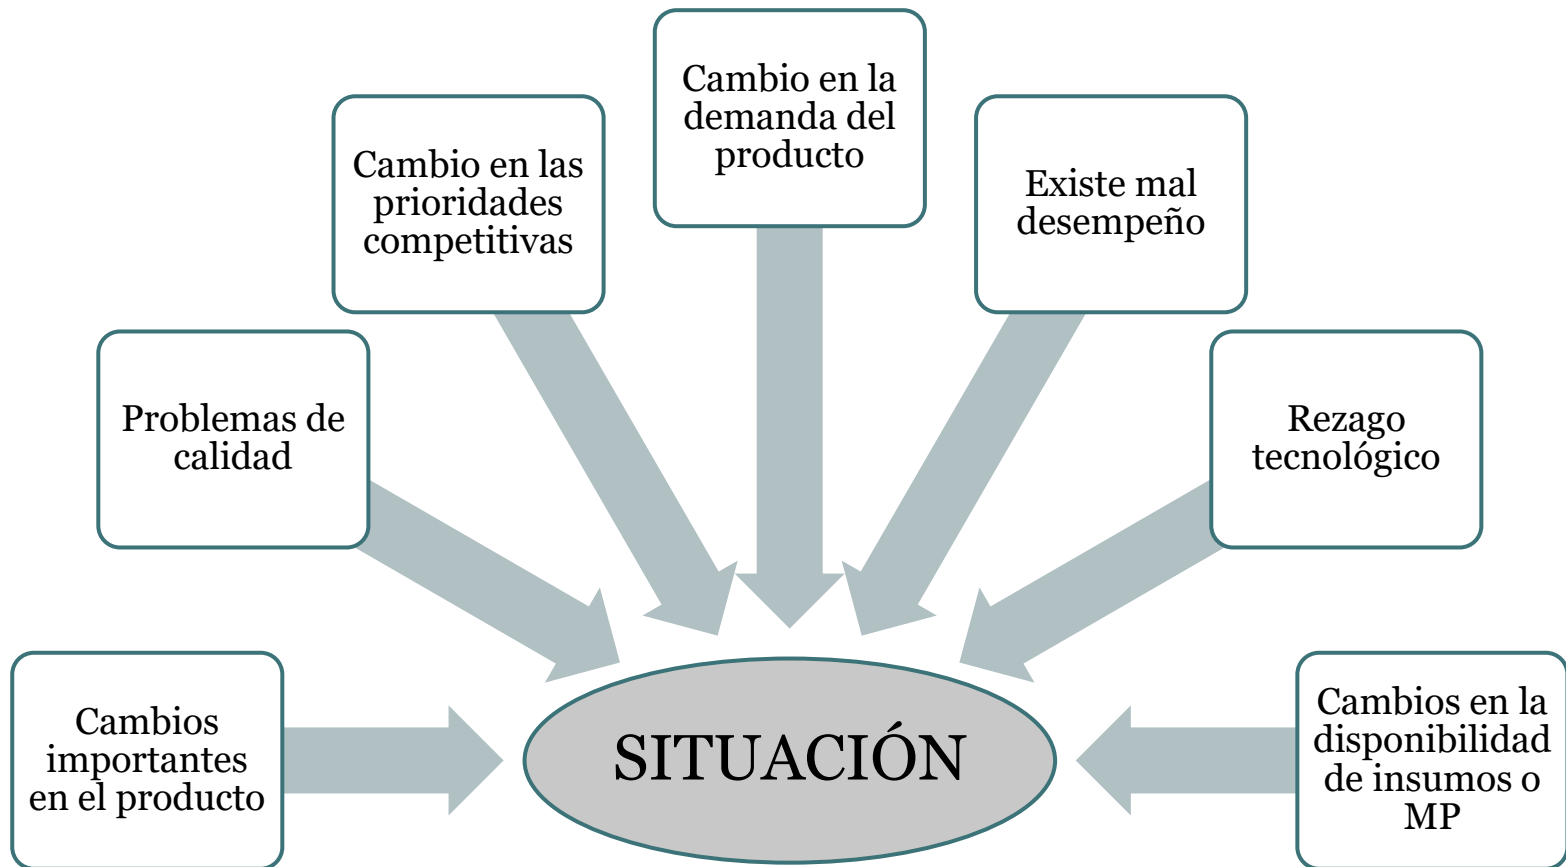 Cambio en la
demanda del
producto
Cambio en las
prioridades
competitivas
Existe mal
desempeño
Problemas de
calidad
Rezago
tecnológico
Cambios
importantes
en el producto
SITUACIÓN
Cambios en la
disponibilidad
de insumos o
MP